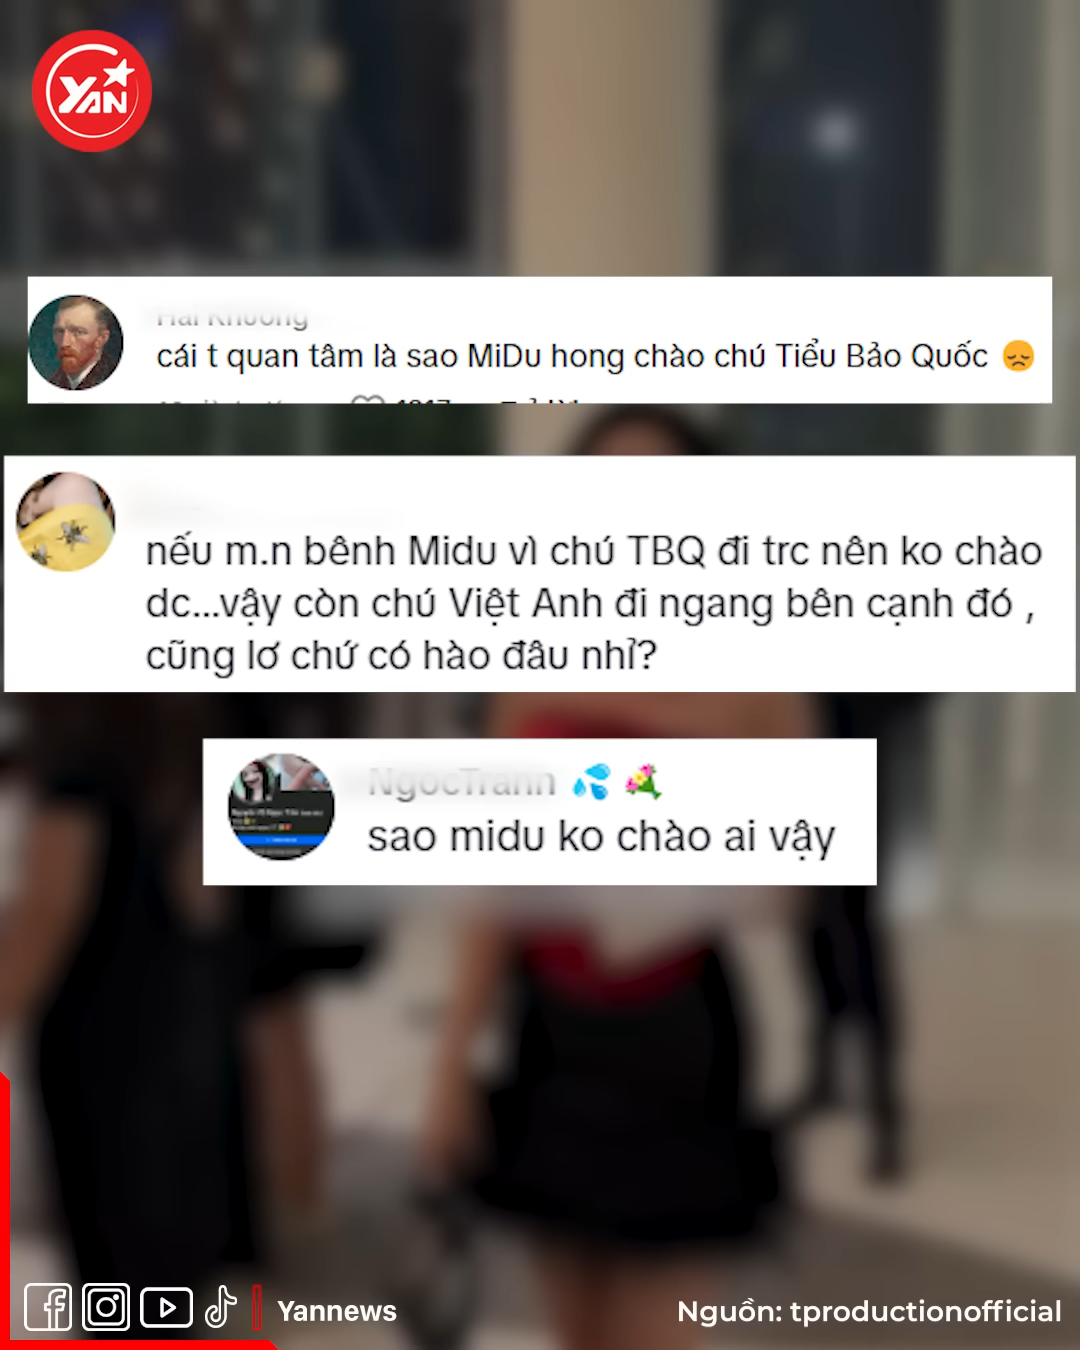 YAN
Hai Khuong
cái t quan tâm là sao MiDu hong chào chú Tiểu Bảo Quốc 😞
nếu m.n bênh Midu vì chú TBQ đi trc nên ko chào
dc...vậy còn chú Việt Anh đi ngang bên cạnh đó ,
cũng lơ chứ có hào đâu nhỉ?
NgocTrann 💦 💐
sao midu ko chào ai vậy
Yannews
Nguồn: tproductionofficial